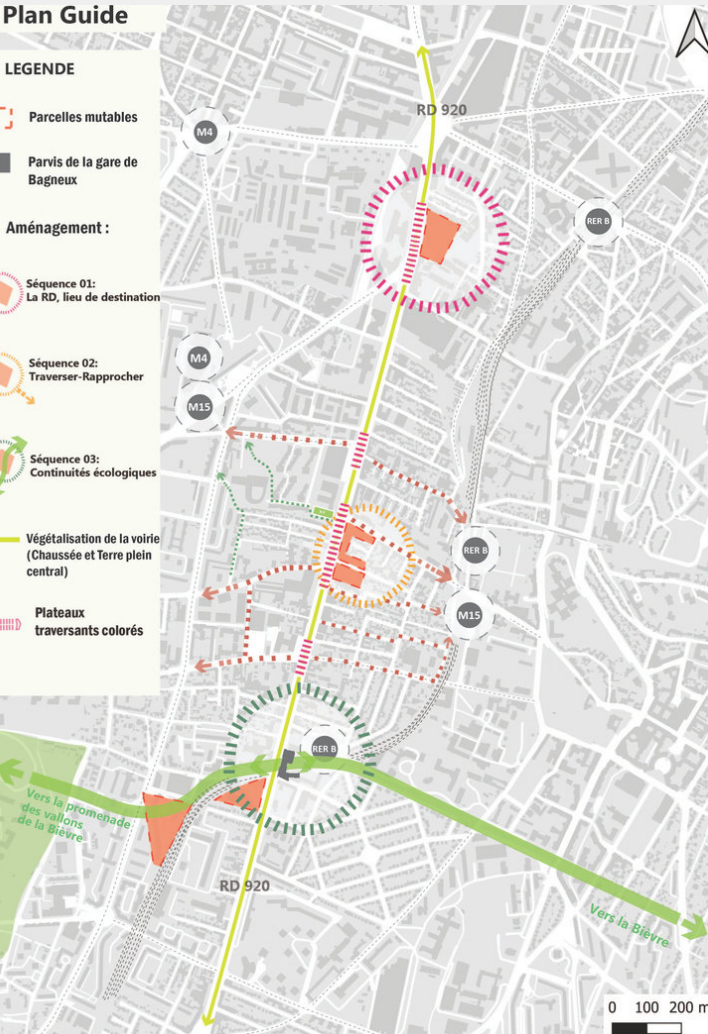 Plan Guide
LEGENDE
Parcelles mutables
Parvis de la gare de
Bagneux
Aménagement :
Séquence 01:
La RD, lieu de destination
Séquence 02:
Traverser-Rapprocher
Séquence 03:
Continuités écologiques
Végétalisation de la voirie
(Chaussée et Terre plein
central)
Plateaux
traversants colorés
RD 920
M4
RER B
M4
M15
RER B
M15
RER B
Vers la promenade
des vallons
de la Bièvre
RD 920
Vers la Bièvre
0 100 200 m